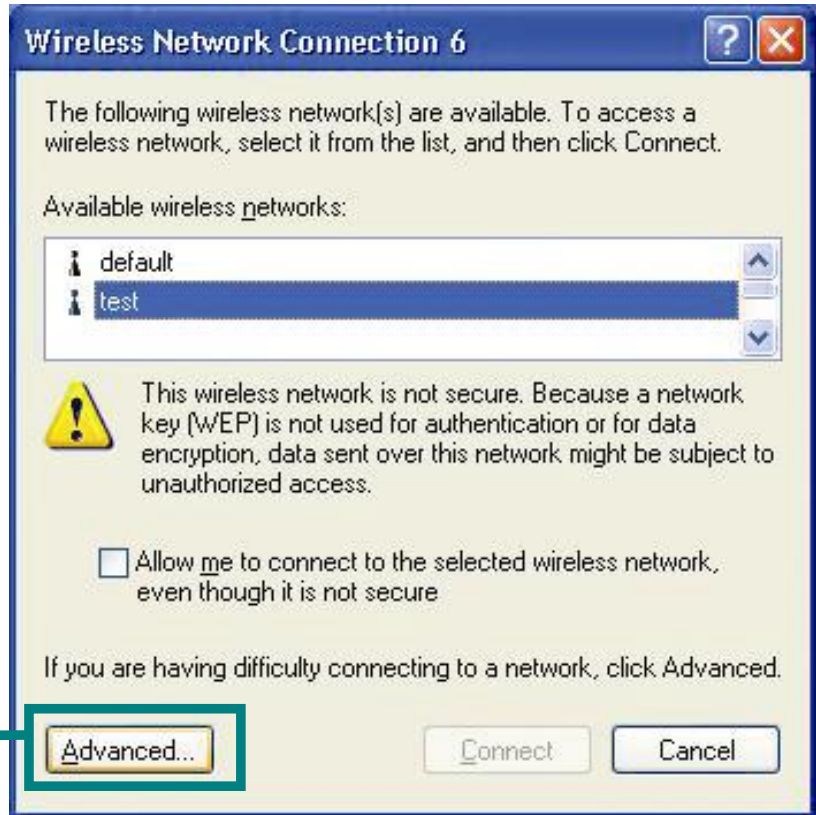 Wireless Network Connection 6
The following wireless network(s) are available. To access a
wireless network, select it from the list, and then click Connect.
Available wireless networks:
default
test
This wireless network is not secure. Because a network
key (WEP) is not used for authentication or for data
encryption, data sent over this network might be subject to
unauthorized access.
Allow me to connect to the selected wireless network,
even though it is not secure
If you are having difficulty connecting to a network, click Advanced.
Advanced... Connect Cancel